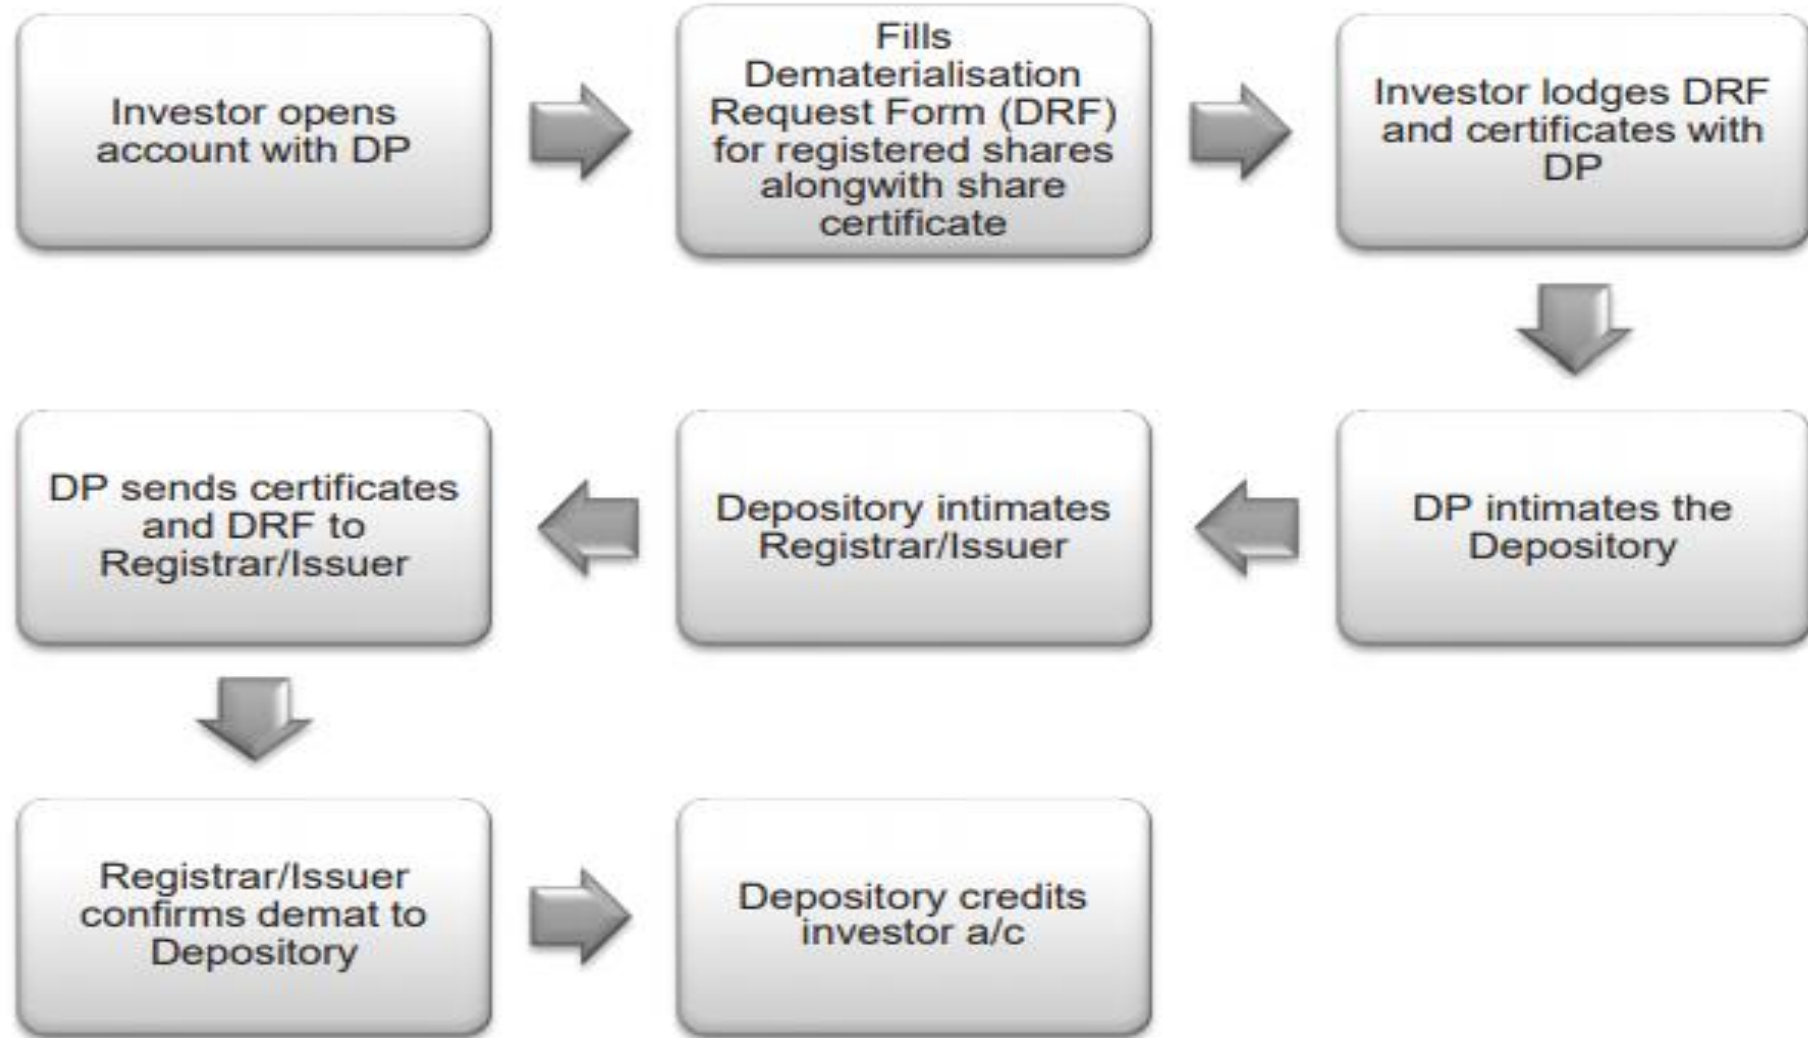 Investor opens
account with DP
Fills
Dematerialisation
Request Form (DRF)
for registered shares
alongwith share
certificate
Investor lodges DRF
and certificates with
DP
DP intimates the
Depository
Depository intimates
Registrar/Issuer
DP sends certificates
and DRF to
Registrar/Issuer
Registrar/Issuer
confirms demat to
Depository
Depository credits
investor a/c